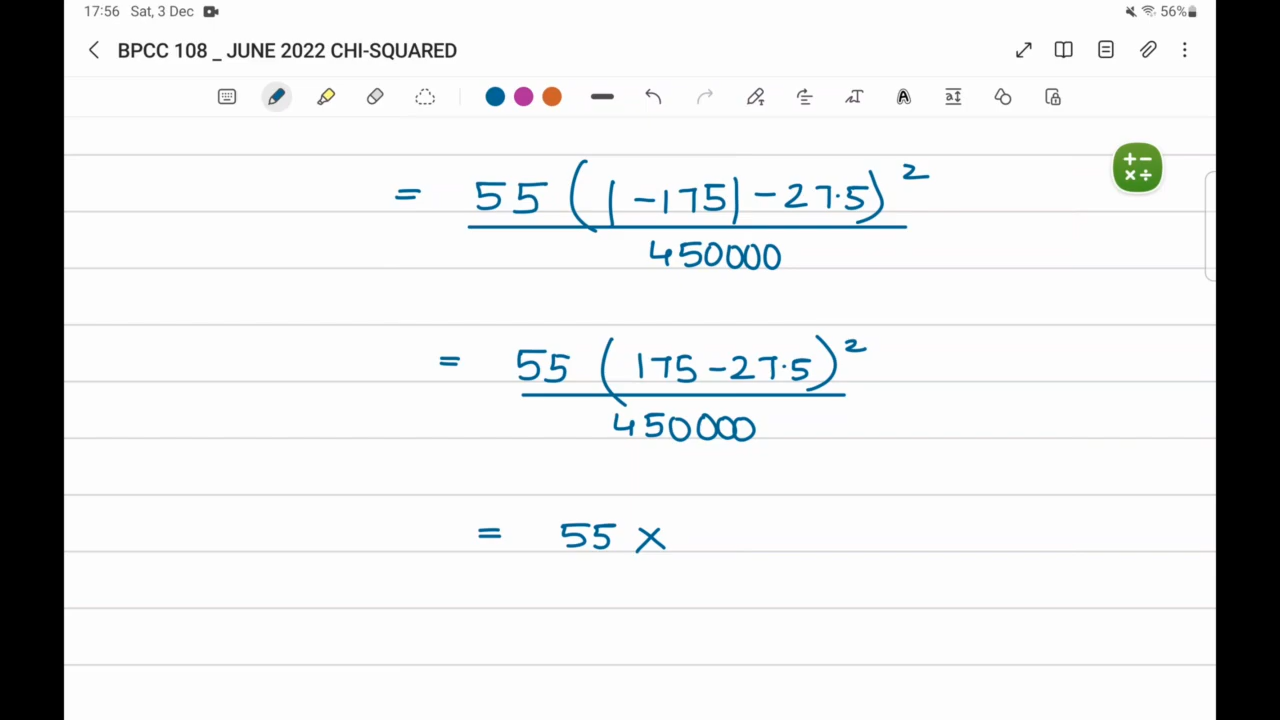 17:56 Sat, 3 Dec 56%
BPCC 108 _ JUNE 2022 CHI-SQUARED
= 55 (|-175| - 27.5)²
450000
= 55 (175 - 27.5)²
450000
= 55 ×